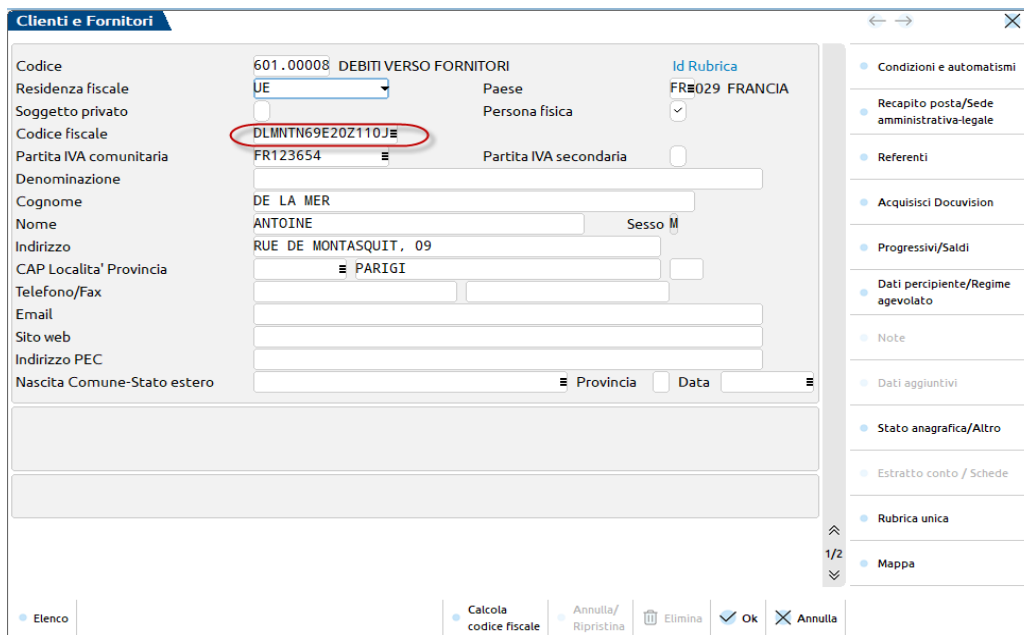 Clienti e Fornitori
Codice 601.00008 DEBITI VERSO FORNITORI Id Rubrica
Residenza fiscale UE Paese FR 029 FRANCIA
Soggetto privato Persona fisica
Codice fiscale DLMNTN69E20Z110J
Partita IVA comunitaria FR123654 Partita IVA secondaria
Denominazione
Cognome DE LA MER
Nome ANTOINE Sesso M
Indirizzo RUE DE MONTASQUIT, 09
CAP Localita' Provincia PARIGI
Telefono/Fax
Email
Sito web
Indirizzo PEC
Nascita Comune-Stato estero Provincia Data
Condizioni e automatismi
Recapito posta/Sede
amministrativa-legale
Referenti
Acquisisci Docuvision
Progressivi/Saldi
Dati percipiente/Regime
agevolato
Note
Dati aggiuntivi
Stato anagrafica/Altro
Estratto conto / Schede
Rubrica unica
Mappa
1/2
Elenco
Calcola
codice fiscale
Annulla/
Ripristina
Elimina
Ok
Annulla